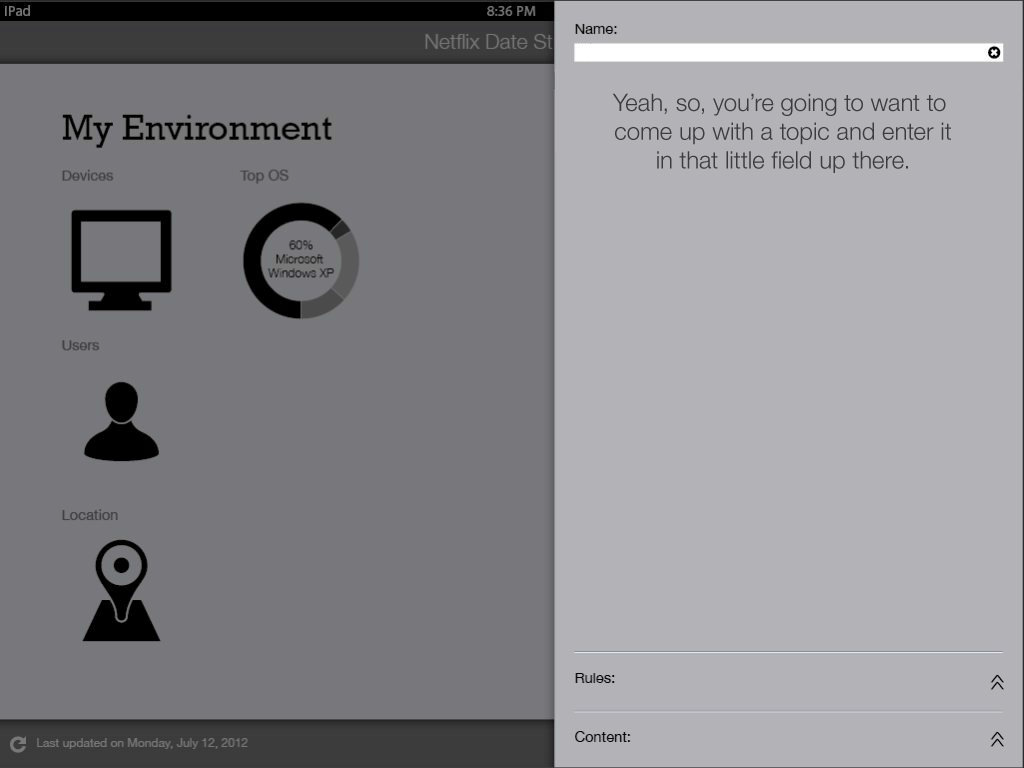 iPad
8:36 PM
Netflix Date St
My Environment
Devices
Top OS
60%
Microsoft
Windows XP
Users
Location
Last updated on Monday, July 12, 2012
Name:
Yeah, so, you’re going to want to
come up with a topic and enter it
in that little field up there.
Rules:
Content: